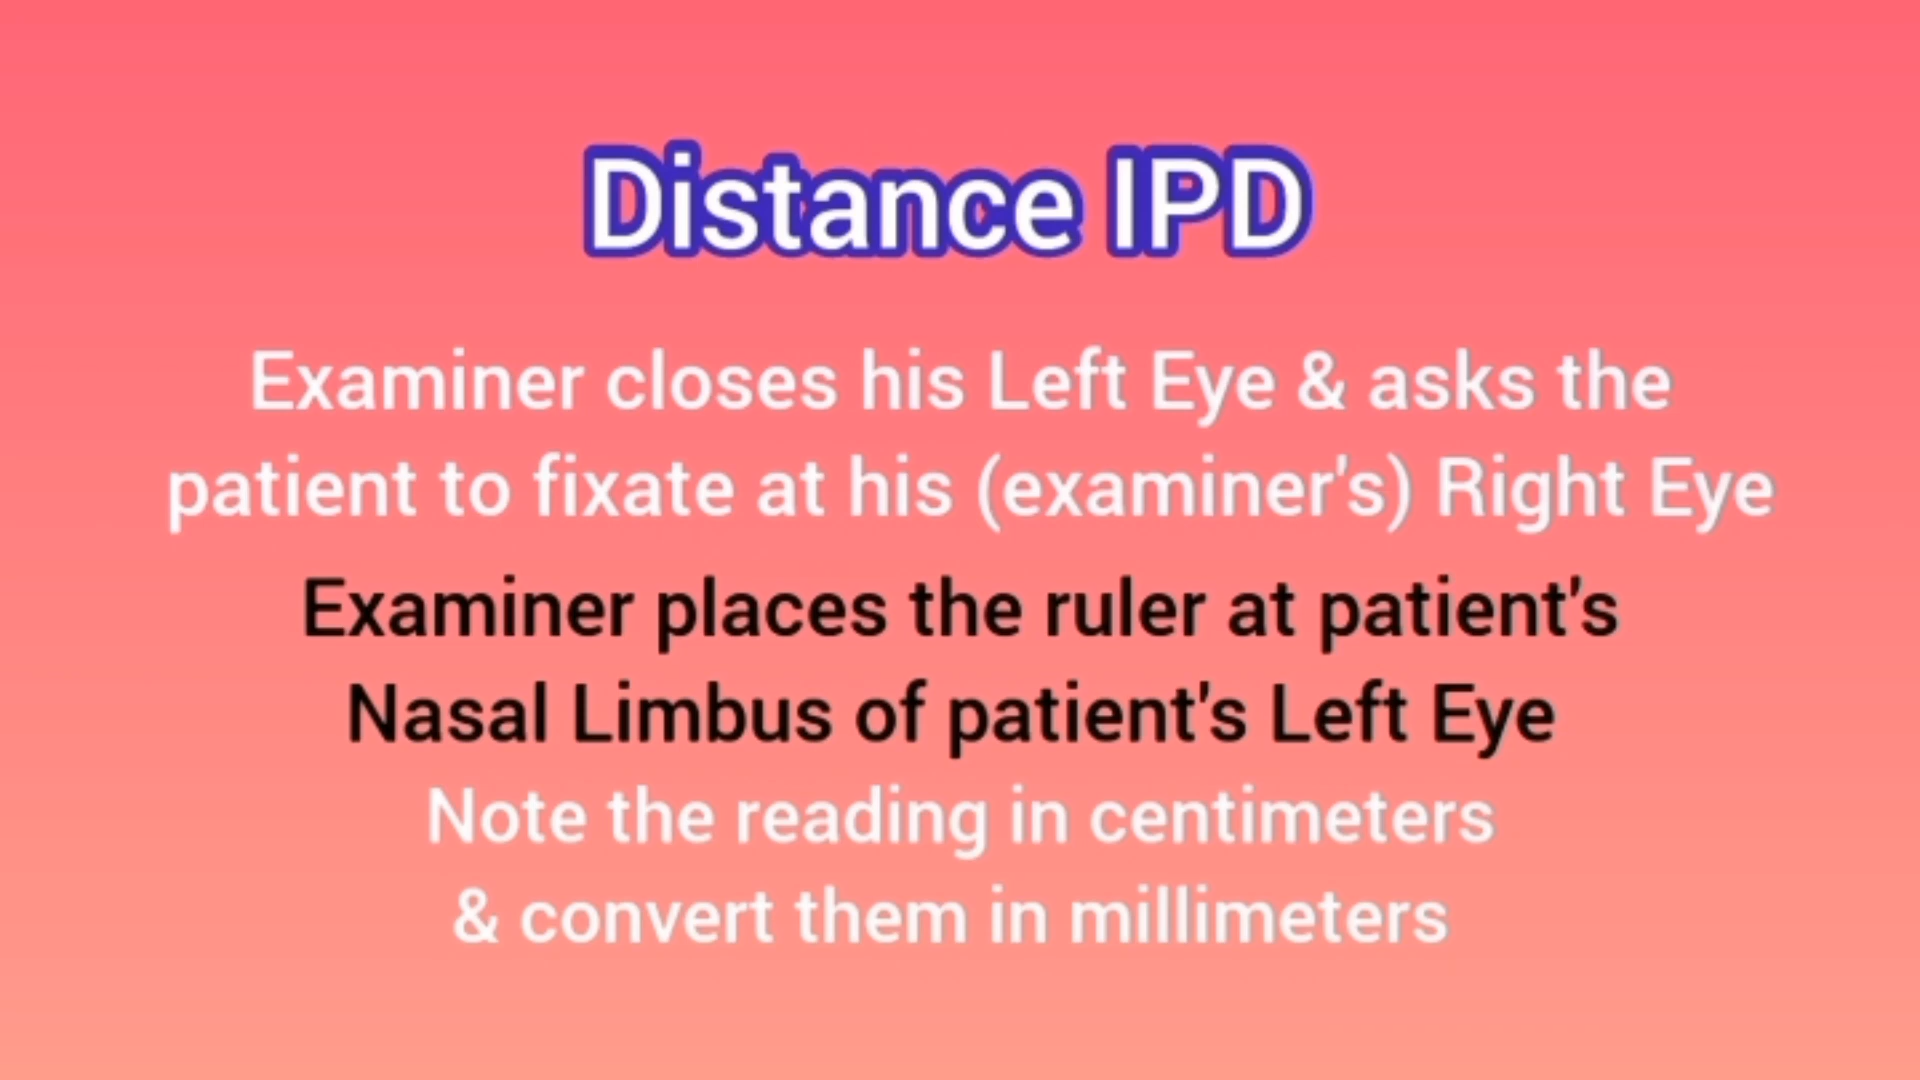 Distance IPD
Examiner closes his Left Eye & asks the
patient to fixate at his (examiner's) Right Eye
Examiner places the ruler at patient's
Nasal Limbus of patient's Left Eye
Note the reading in centimeters
& convert them in millimeters